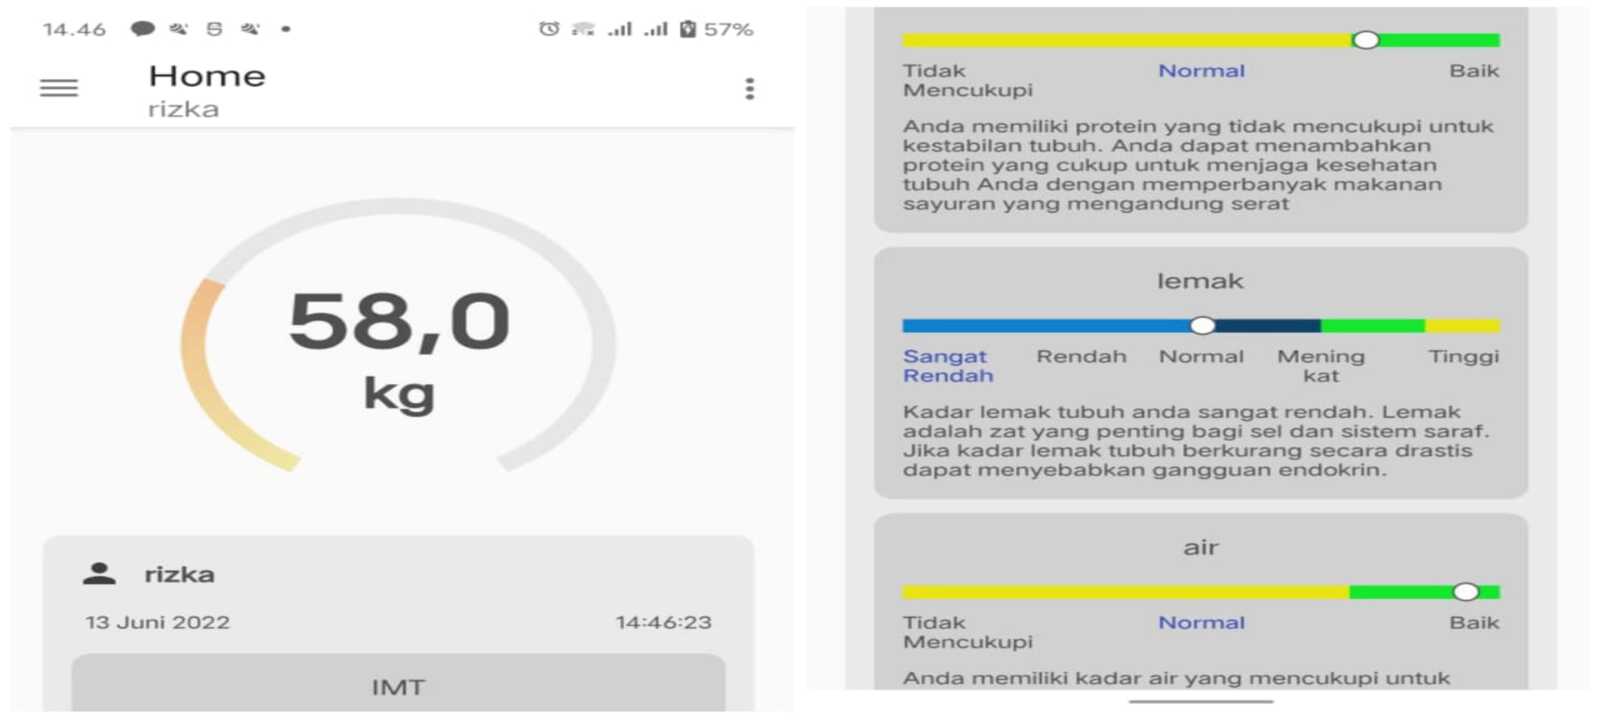 14.46
57%
Home
rizka
58,0
kg
rizka
13 Juni 2022 14:46:23
IMT
Tidak Mencukupi Normal Baik
Anda memiliki protein yang tidak mencukupi untuk
kestabilan tubuh. Anda dapat menambahkan
protein yang cukup untuk menjaga kesehatan
tubuh Anda dengan memperbanyak makanan
sayuran yang mengandung serat
lemak
Sangat Rendah Rendah Normal Mening kat Tinggi
Kadar lemak tubuh anda sangat rendah. Lemak
adalah zat yang penting bagi sel dan sistem saraf.
Jika kadar lemak tubuh berkurang secara drastis
dapat menyebabkan gangguan endokrin.
air
Tidak Mencukupi Normal Baik
Anda memiliki kadar air yang mencukupi untuk